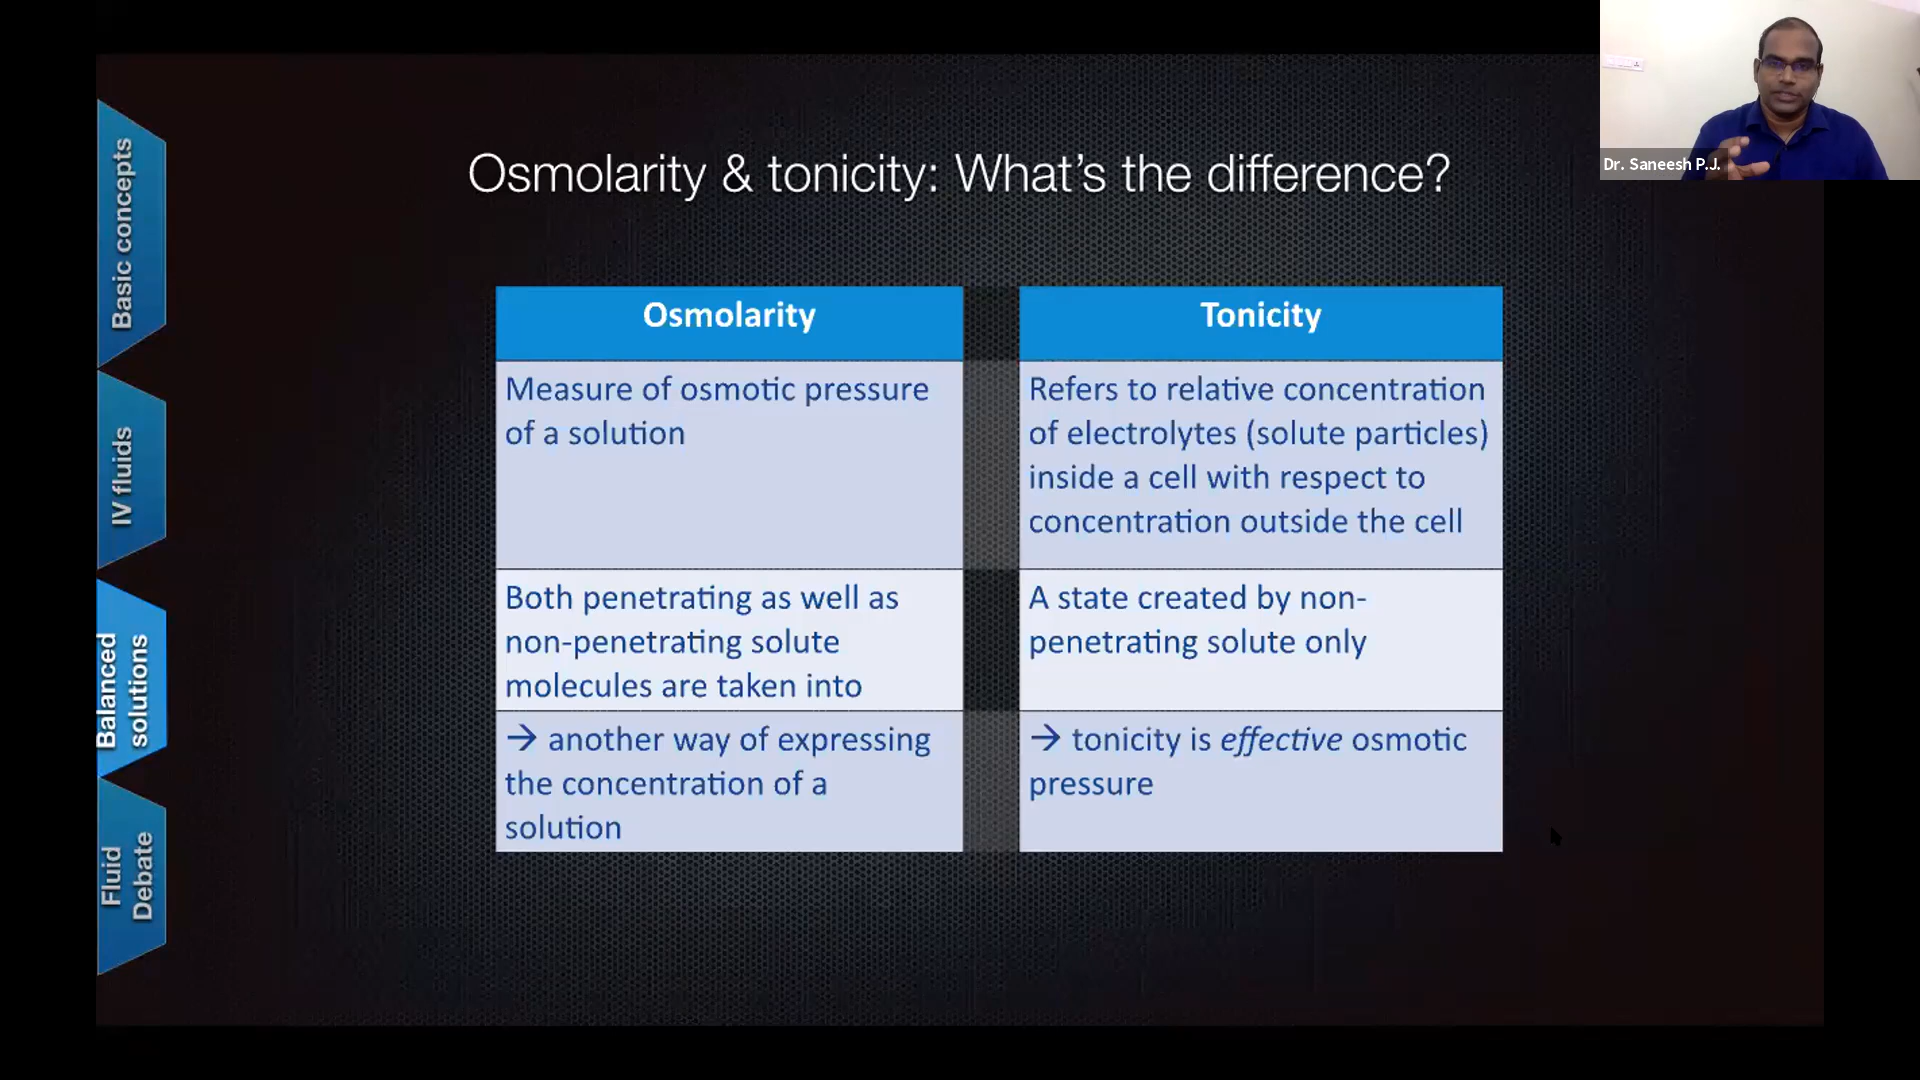 Dr. Saneesh P.J.
Osmolarity & tonicity: What's the difference?
Basic concepts
IV fluids
Balanced
solutions
Fluid
Debate
Osmolarity
Measure of osmotic pressure
of a solution
Both penetrating as well as
non-penetrating solute
molecules are taken into
→ another way of expressing
the concentration of a
solution
Tonicity
Refers to relative concentration
of electrolytes (solute particles)
inside a cell with respect to
concentration outside the cell
A state created by non-
penetrating solute only
→ tonicity is effective osmotic
pressure